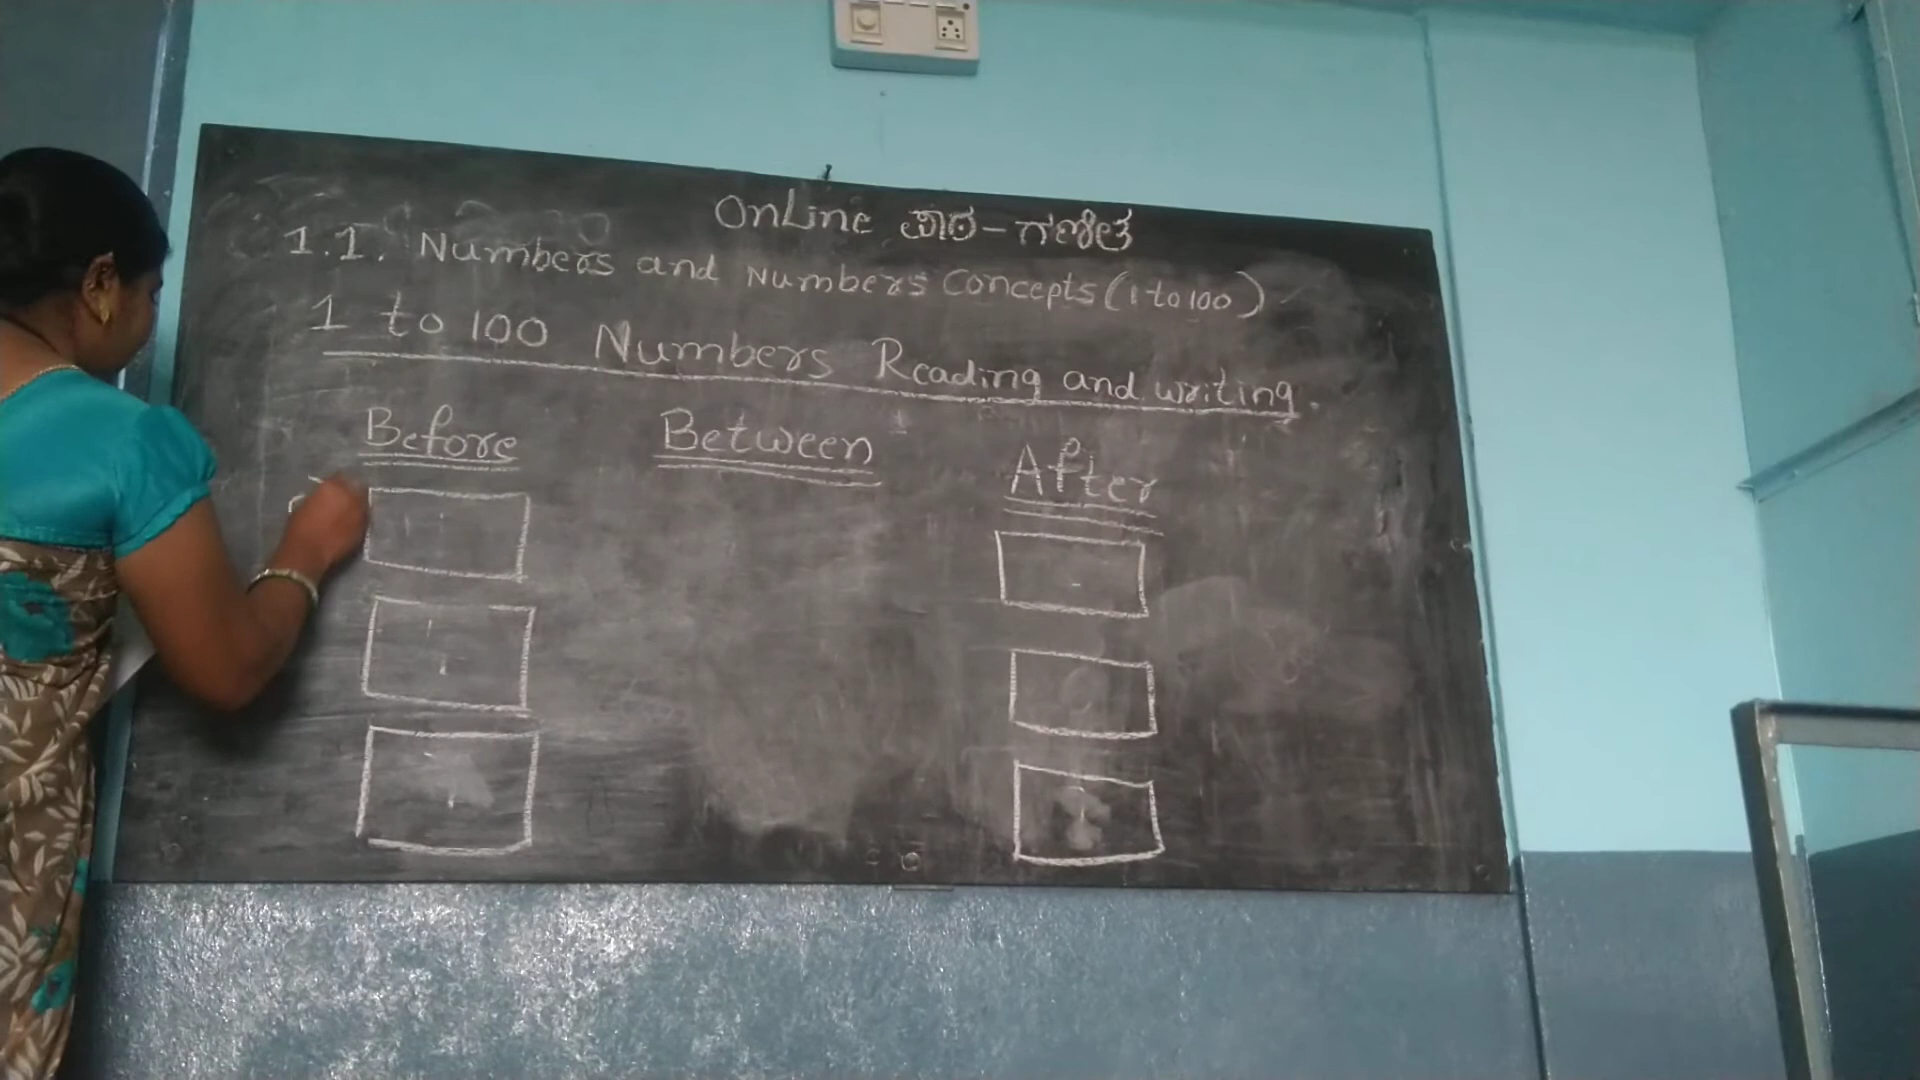 OnLine ಪಾಠ-ಗಣಿತ
1.1. Numbers and Numbers Concepts (1 to 100)
1 to 100 Numbers Reading and writing.
Before Between After